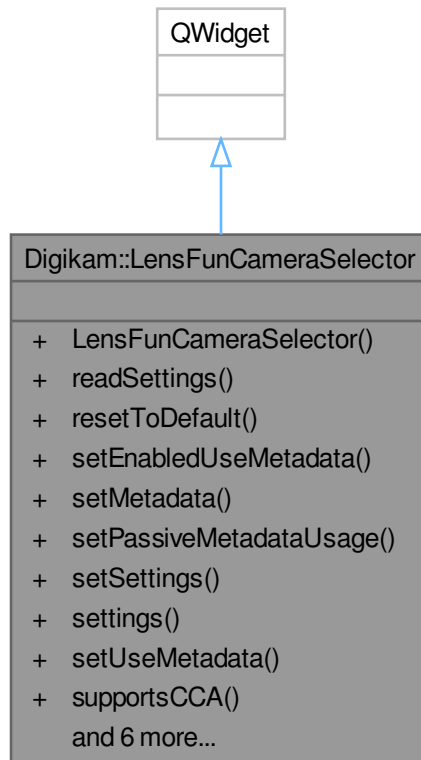 QWidget
Digikam::LensFunCameraSelector
+ LensFunCameraSelector()
+ readSettings()
+ resetToDefault()
+ setEnabledUseMetadata()
+ setMetadata()
+ setPassiveMetadataUsage()
+ setSettings()
+ settings()
+ setUseMetadata()
+ supportsCCA()
and 6 more...